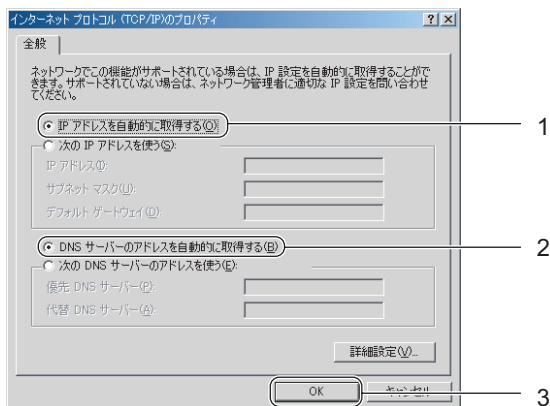 インターネット プロトコル (TCP/IP)のプロパティ
全般
ネットワークでこの機能がサポートされている場合は、IP 設定を自動的に取得することがで
きます。サポートされていない場合は、ネットワーク管理者に適切な IP 設定を問い合わせ
てください。
IP アドレスを自動的に取得する(O) 1
次の IP アドレスを使う(S):
IP アドレス(I):
サブネット マスク(U):
デフォルト ゲートウェイ(D):
DNS サーバーのアドレスを自動的に取得する(B) 2
次の DNS サーバーのアドレスを使う(E):
優先 DNS サーバー(P):
代替 DNS サーバー(A):
詳細設定(V)...
OK キャンセル 3